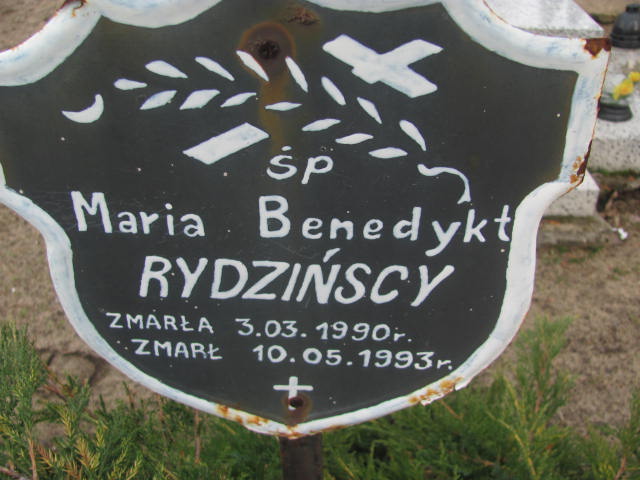 ŚP
Maria Benedykt
RYDZIŃSCY
ZMARŁA 3.03.1990r.
ZMARŁ 10.05.1993r.